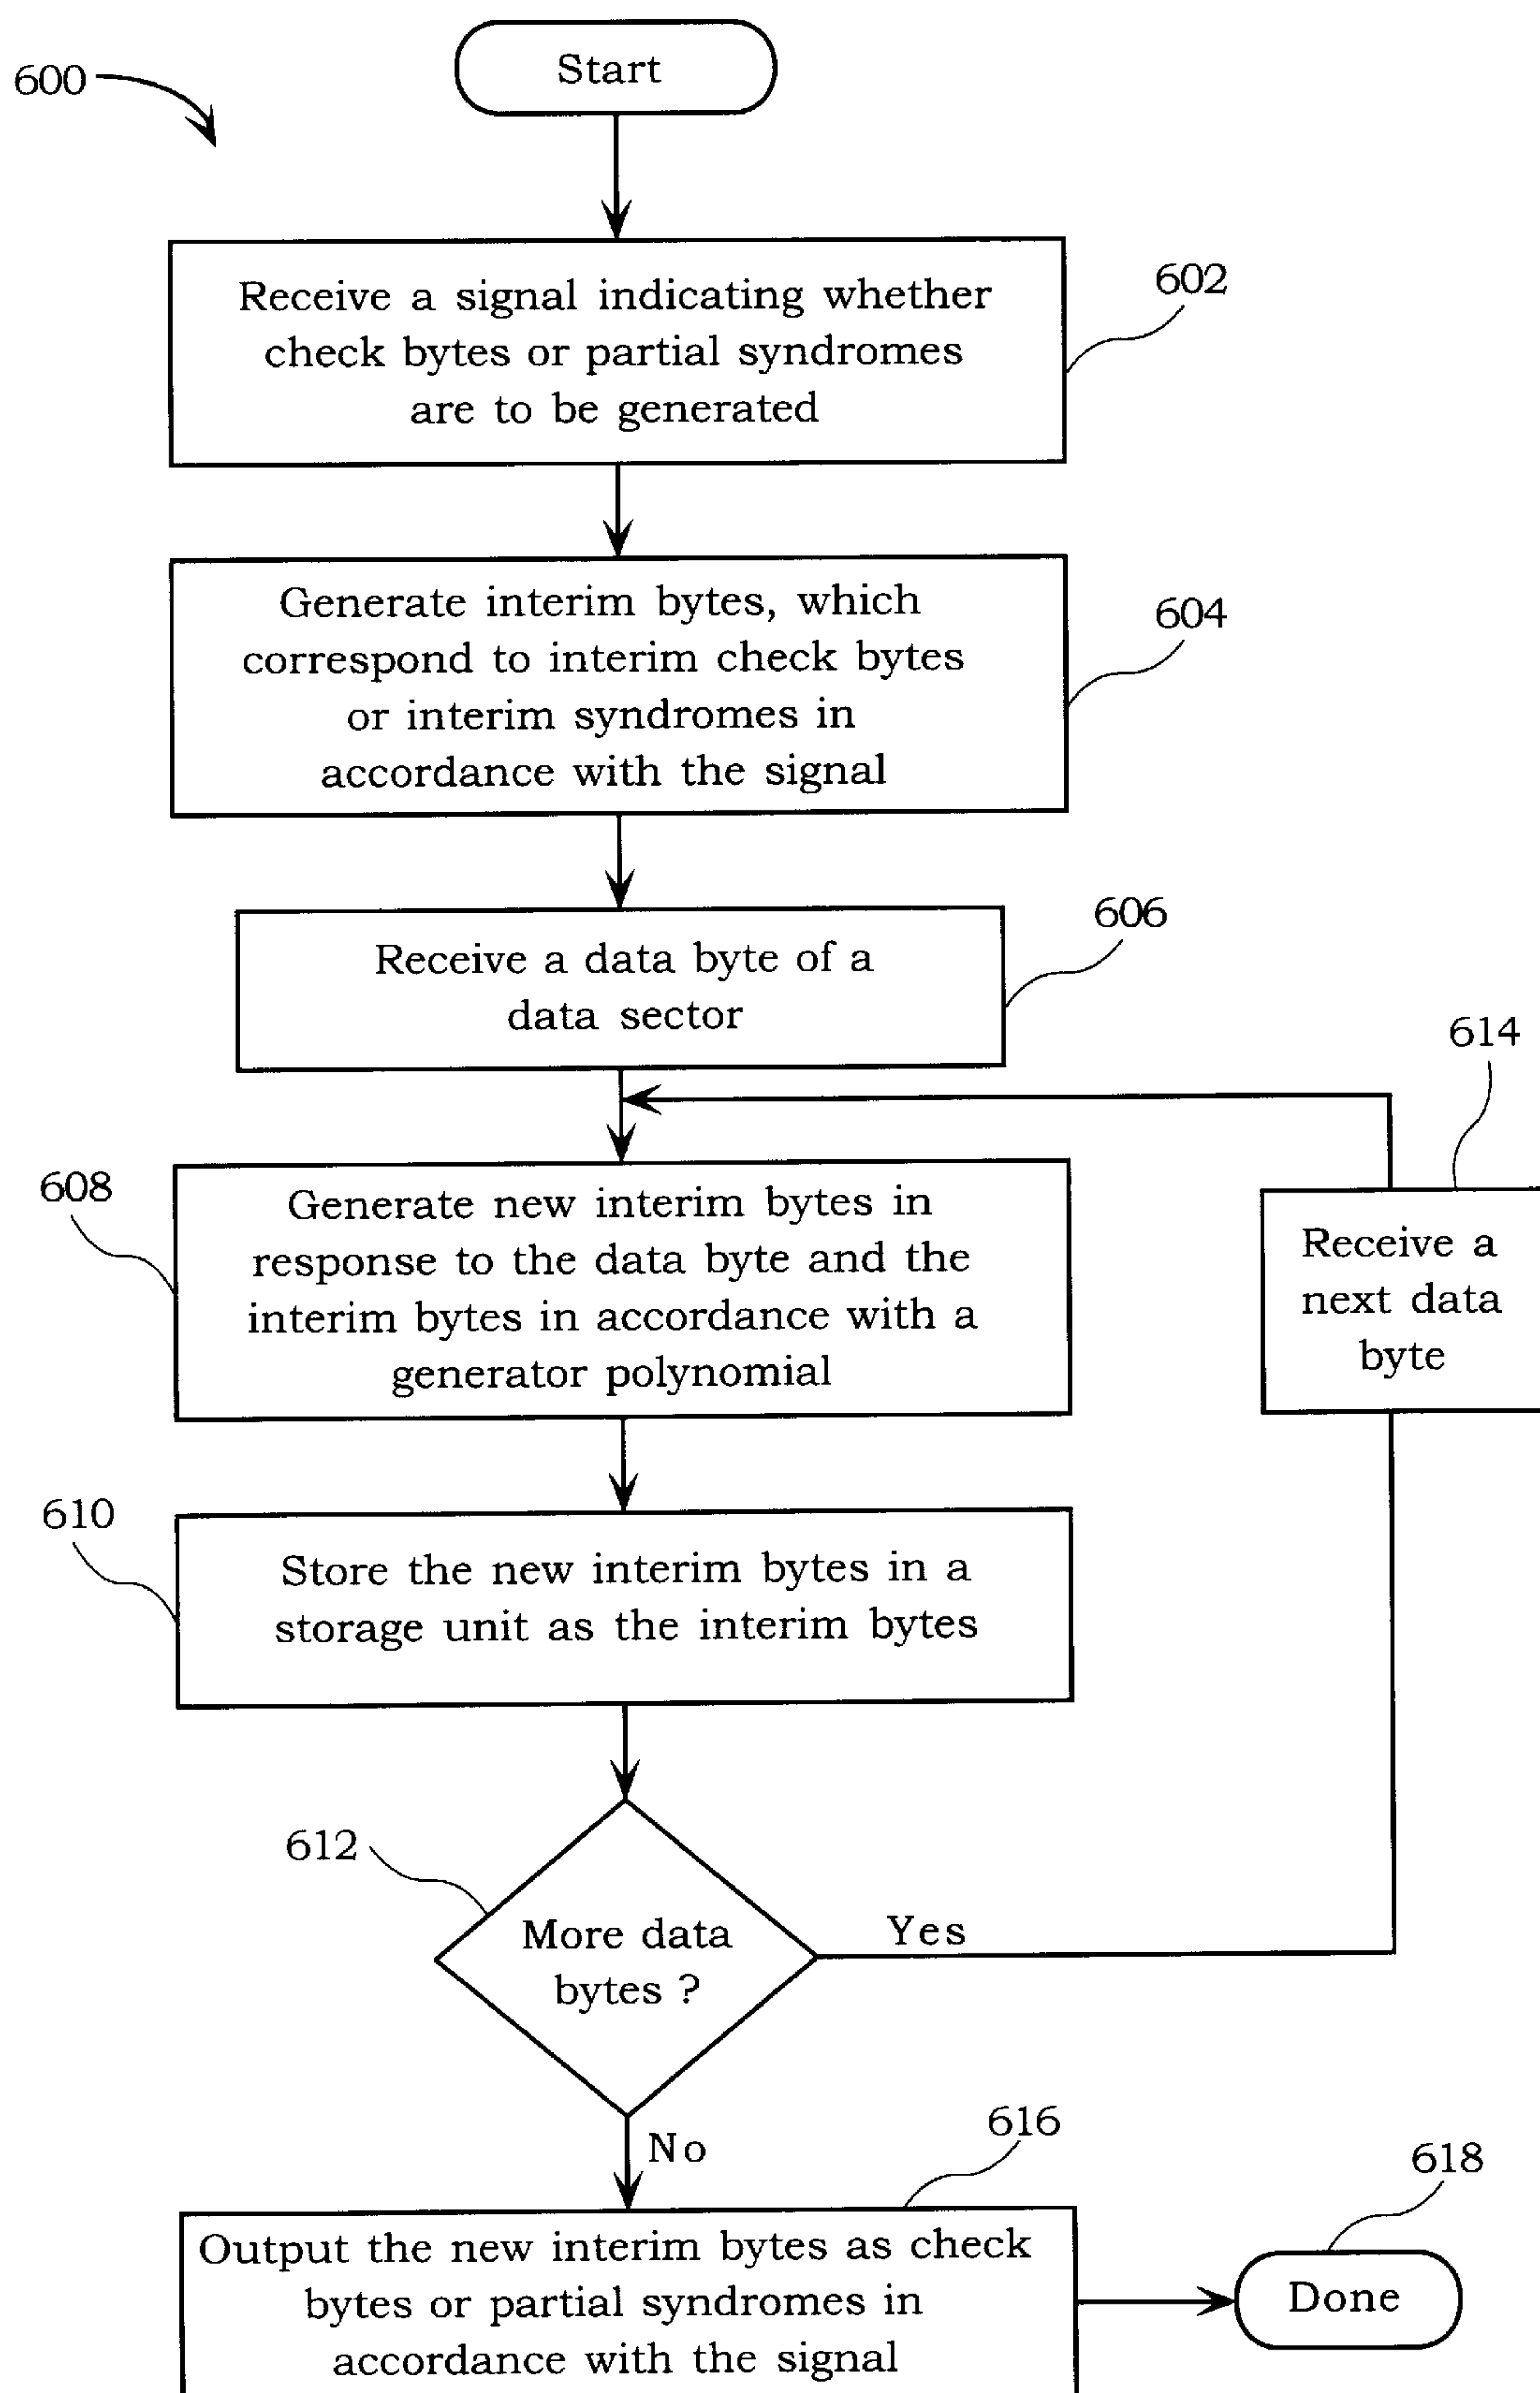 Start
600
Receive a signal indicating whether
check bytes or partial syndromes
are to be generated
602
Generate interim bytes, which
correspond to interim check bytes
or interim syndromes in
accordance with the signal
604
Receive a data byte of a
data sector
606
614
608
Generate new interim bytes in
response to the data byte and the
interim bytes in accordance with a
generator polynomial
Receive a
next data
byte
610
Store the new interim bytes in a
storage unit as the interim bytes
612
More data
bytes ?
Yes
No
616
618
Output the new interim bytes as check
bytes or partial syndromes in
accordance with the signal
Done